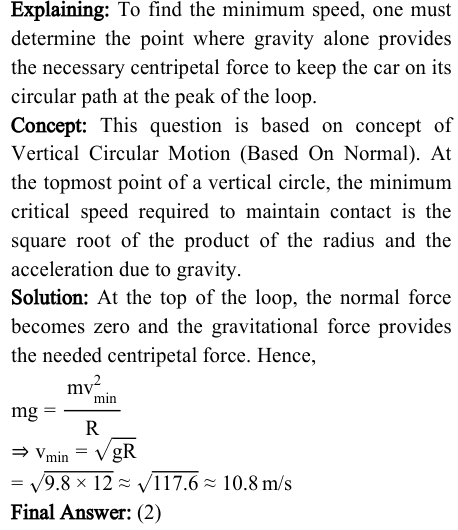 Explaining: To find the minimum speed, one must
determine the point where gravity alone provides
the necessary centripetal force to keep the car on its
circular path at the peak of the loop.
Concept: This question is based on concept of
Vertical Circular Motion (Based On Normal). At
the topmost point of a vertical circle, the minimum
critical speed required to maintain contact is the
square root of the product of the radius and the
acceleration due to gravity.
Solution: At the top of the loop, the normal force
becomes zero and the gravitational force provides
the needed centripetal force. Hence,
mg = mv²min / R
⇒ vmin = √gR
= √9.8 × 12 ≈ √117.6 ≈ 10.8 m/s
Final Answer: (2)